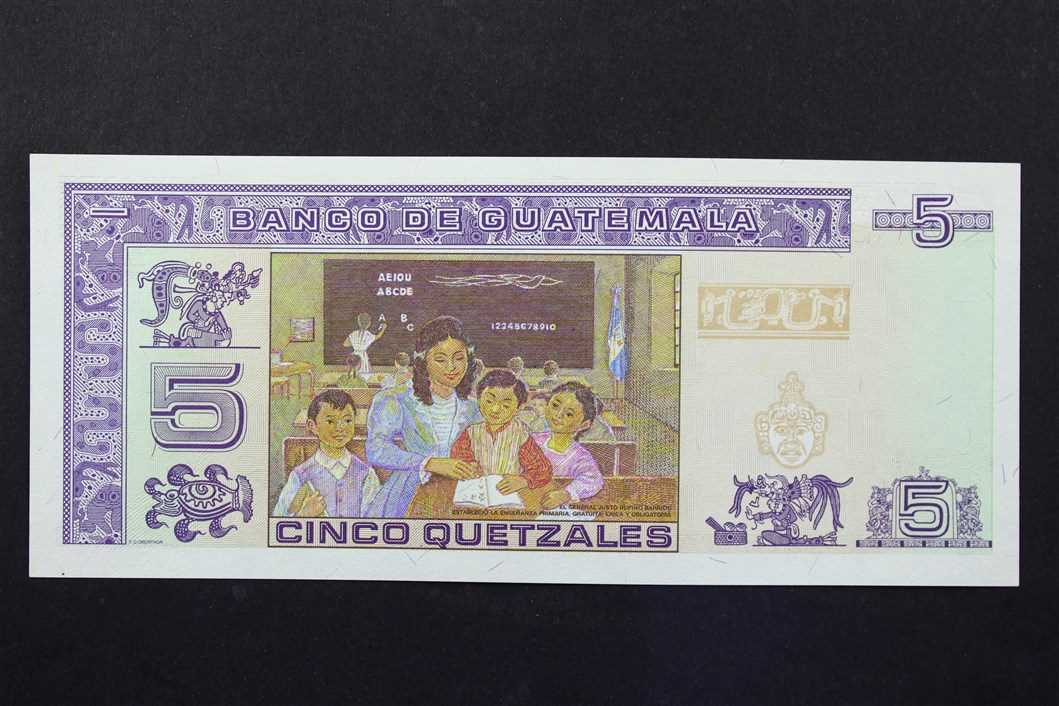 BANCO DE GUATEMALA
5
AEIOU
ABCDE
A B
C
12345678910
5
EL GENERAL JUSTO RUFINO BARRIOS
ESTABLECIO LA ENSEÑANZA PRIMARIA, GRATUITA, LAICA Y OBLIGATORIA
5
CINCO QUETZALES